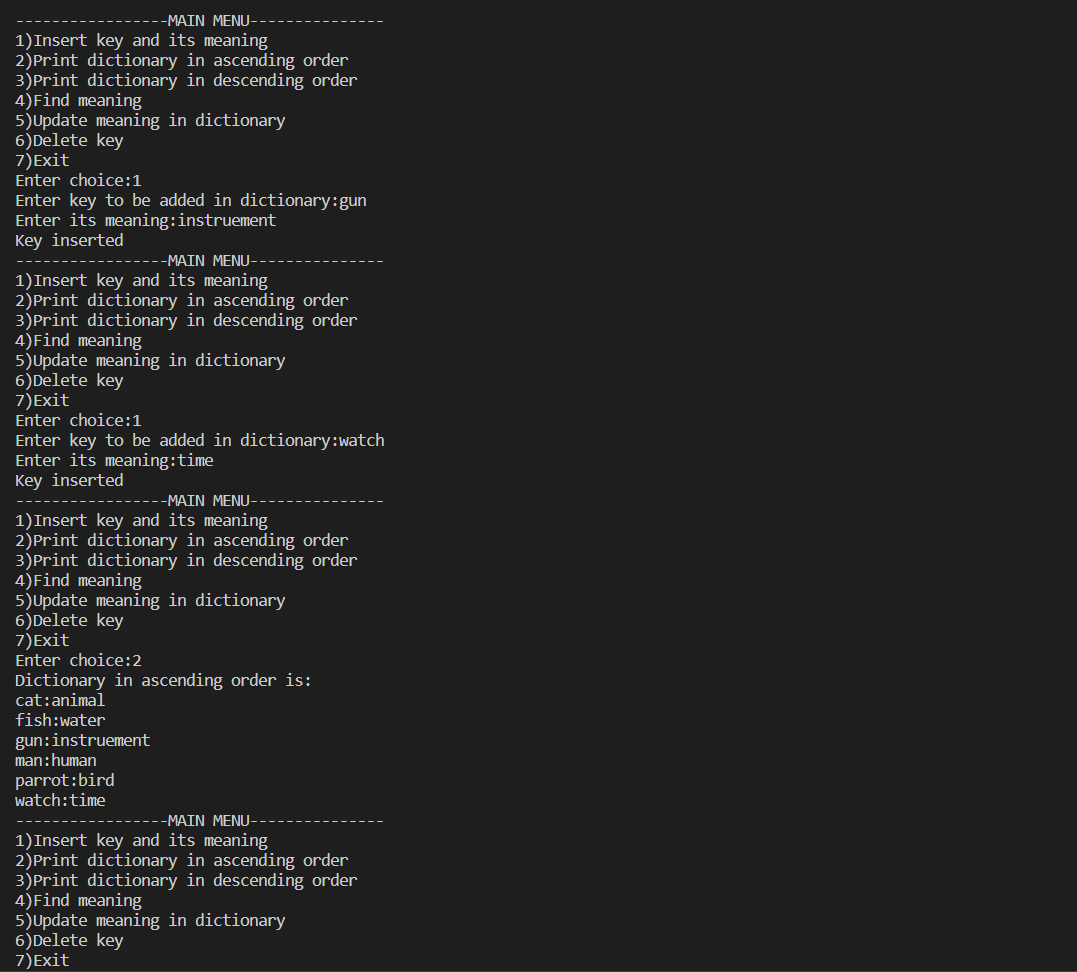 -----------------MAIN MENU---------------
1)Insert key and its meaning
2)Print dictionary in ascending order
3)Print dictionary in descending order
4)Find meaning
5)Update meaning in dictionary
6)Delete key
7)Exit
Enter choice:1
Enter key to be added in dictionary:gun
Enter its meaning:instruement
Key inserted
-----------------MAIN MENU---------------
1)Insert key and its meaning
2)Print dictionary in ascending order
3)Print dictionary in descending order
4)Find meaning
5)Update meaning in dictionary
6)Delete key
7)Exit
Enter choice:1
Enter key to be added in dictionary:watch
Enter its meaning:time
Key inserted
-----------------MAIN MENU---------------
1)Insert key and its meaning
2)Print dictionary in ascending order
3)Print dictionary in descending order
4)Find meaning
5)Update meaning in dictionary
6)Delete key
7)Exit
Enter choice:2
Dictionary in ascending order is:
cat:animal
fish:water
gun:instruement
man:human
parrot:bird
watch:time
-----------------MAIN MENU---------------
1)Insert key and its meaning
2)Print dictionary in ascending order
3)Print dictionary in descending order
4)Find meaning
5)Update meaning in dictionary
6)Delete key
7)Exit